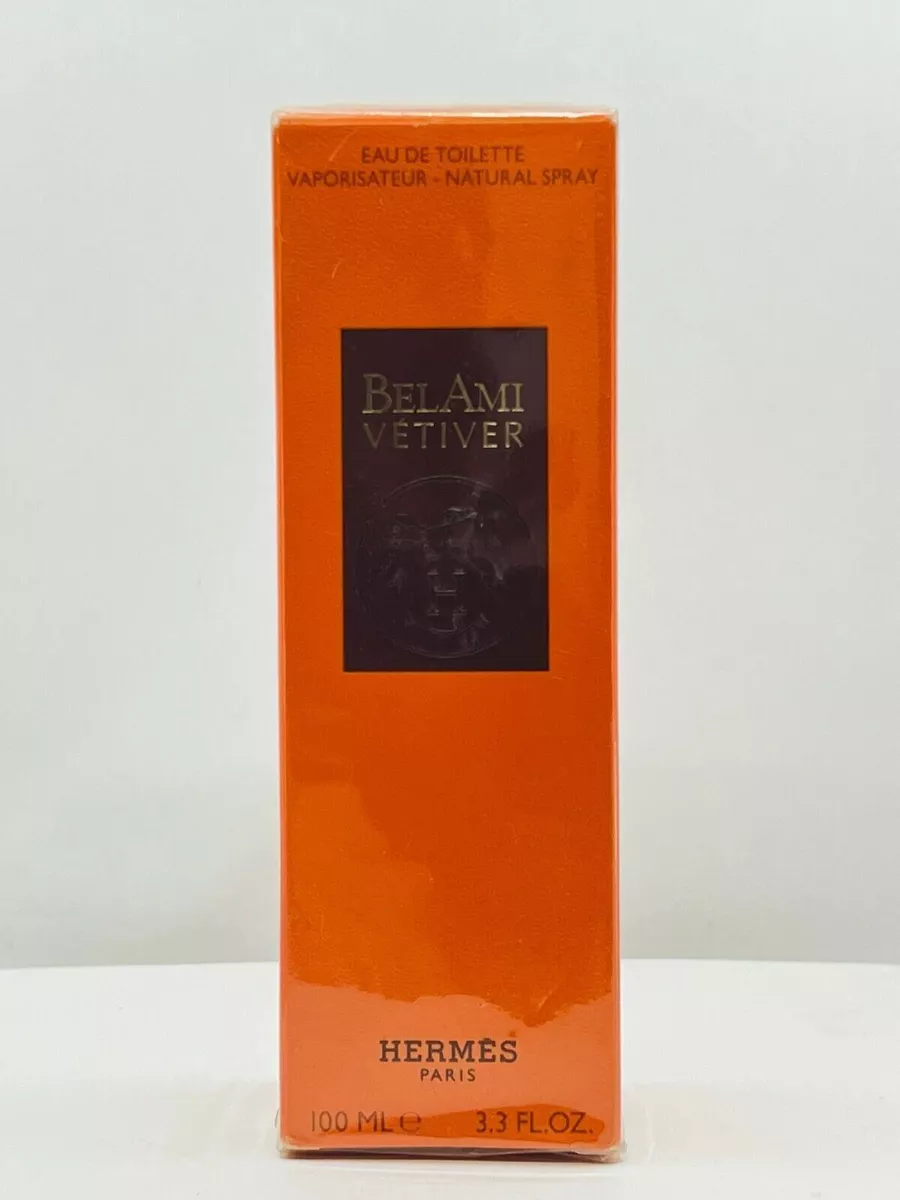 EAU DE TOILETTE
VAPORISATEUR - NATURAL SPRAY
BEL AMI
VÉTIVER
H
HERMÈS
PARIS
100 ML ℮ 3.3 FL.OZ.